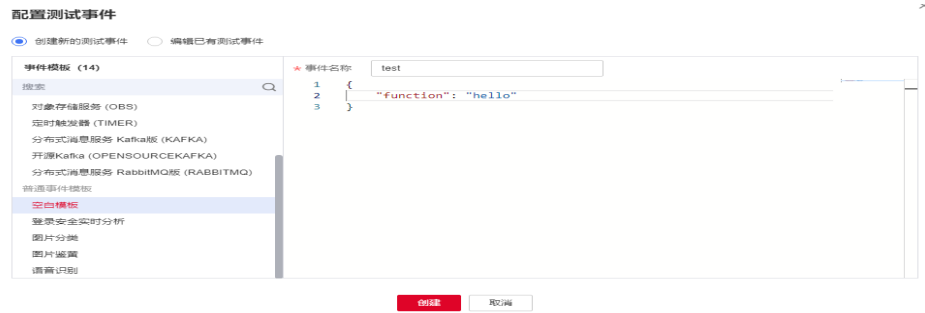 配置测试事件
创建新的测试事件 编辑已有测试事件
事件模板 (14)
搜索
对象存储服务 (OBS)
定时触发器 (TIMER)
分布式消息服务 Kafka版 (KAFKA)
开源Kafka (OPENSOURCEKAFKA)
分布式消息服务 RabbitMQ版 (RABBITMQ)
普通事件模板
空白模板
登录安全实时分析
图片分类
图片鉴黄
语音识别
* 事件名称 test
1 {
2 "function": "hello"
3 }
创建 取消